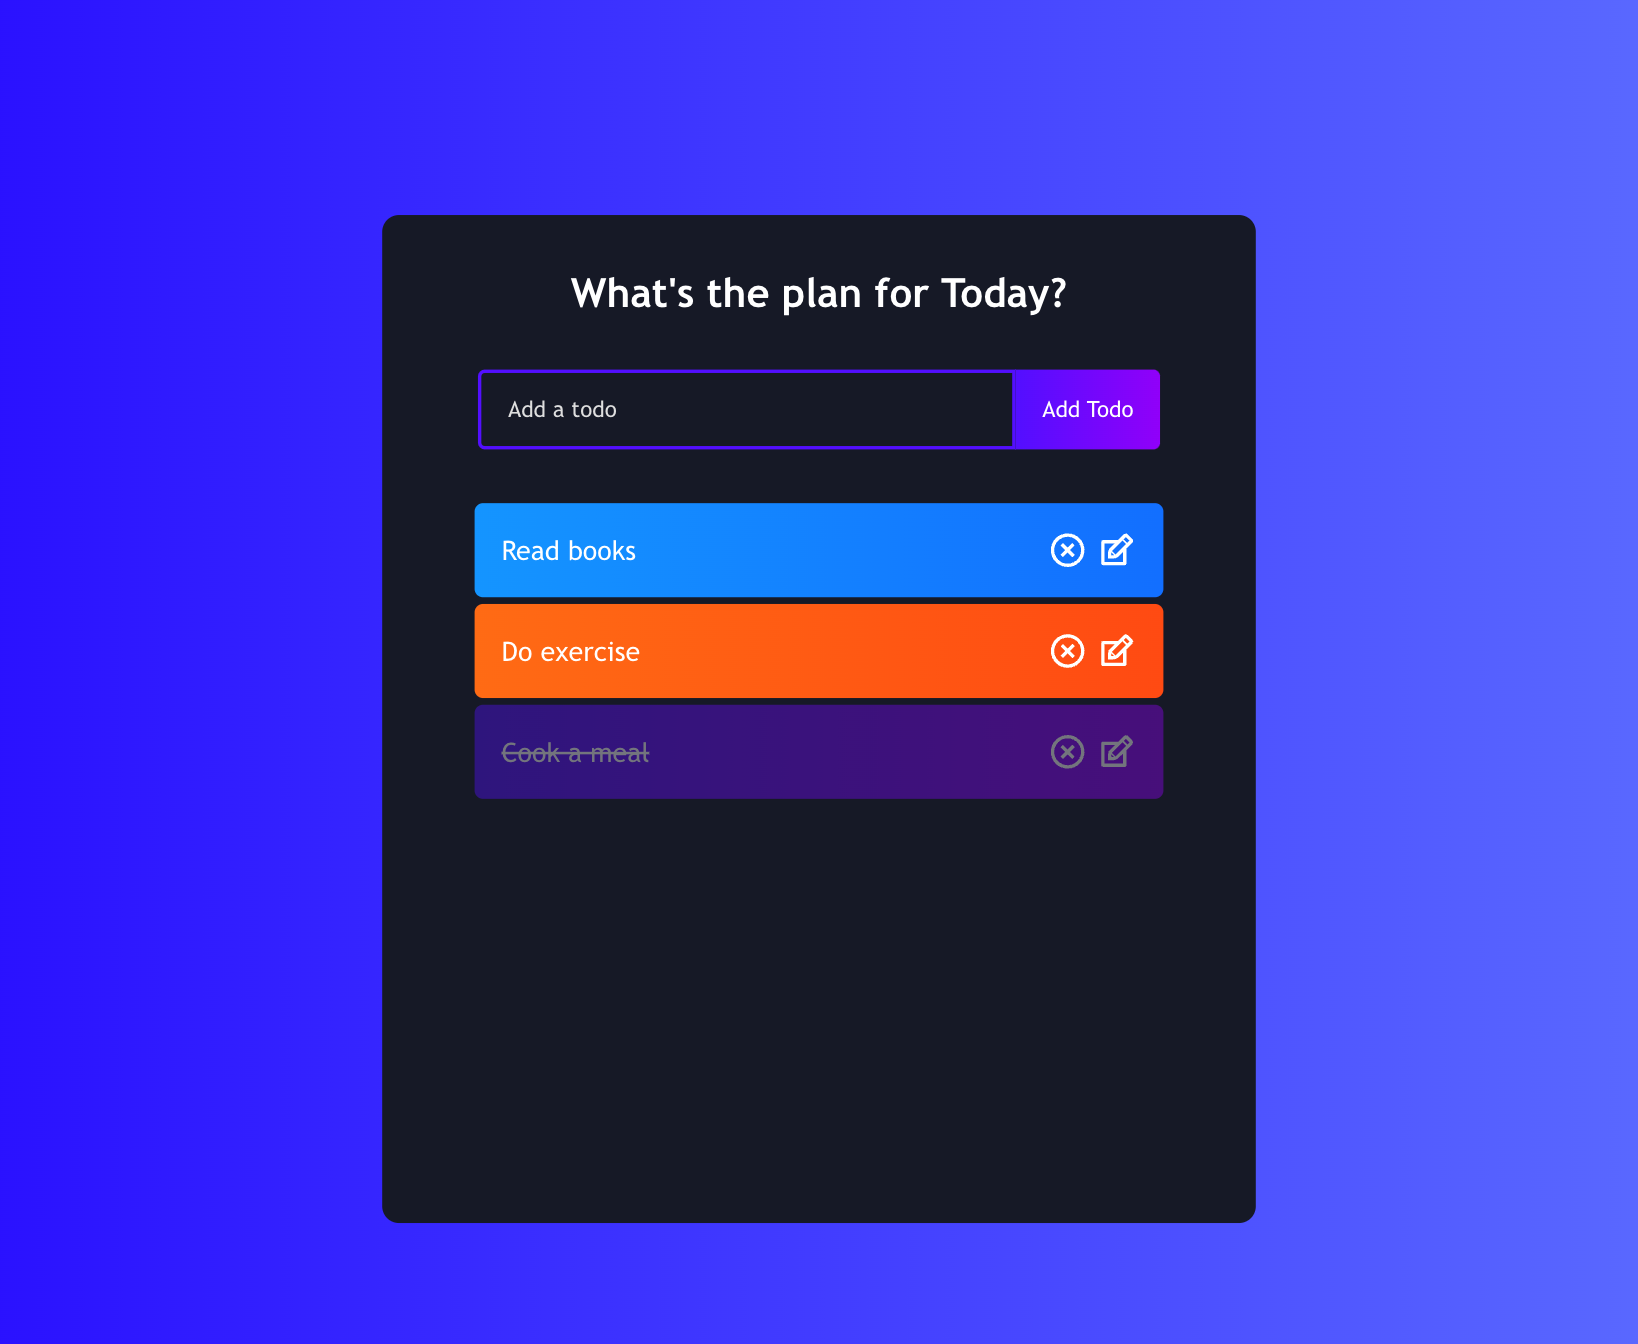 What's the plan for Today?
Add a todo
Add Todo
Read books
Do exercise
Cook a meal